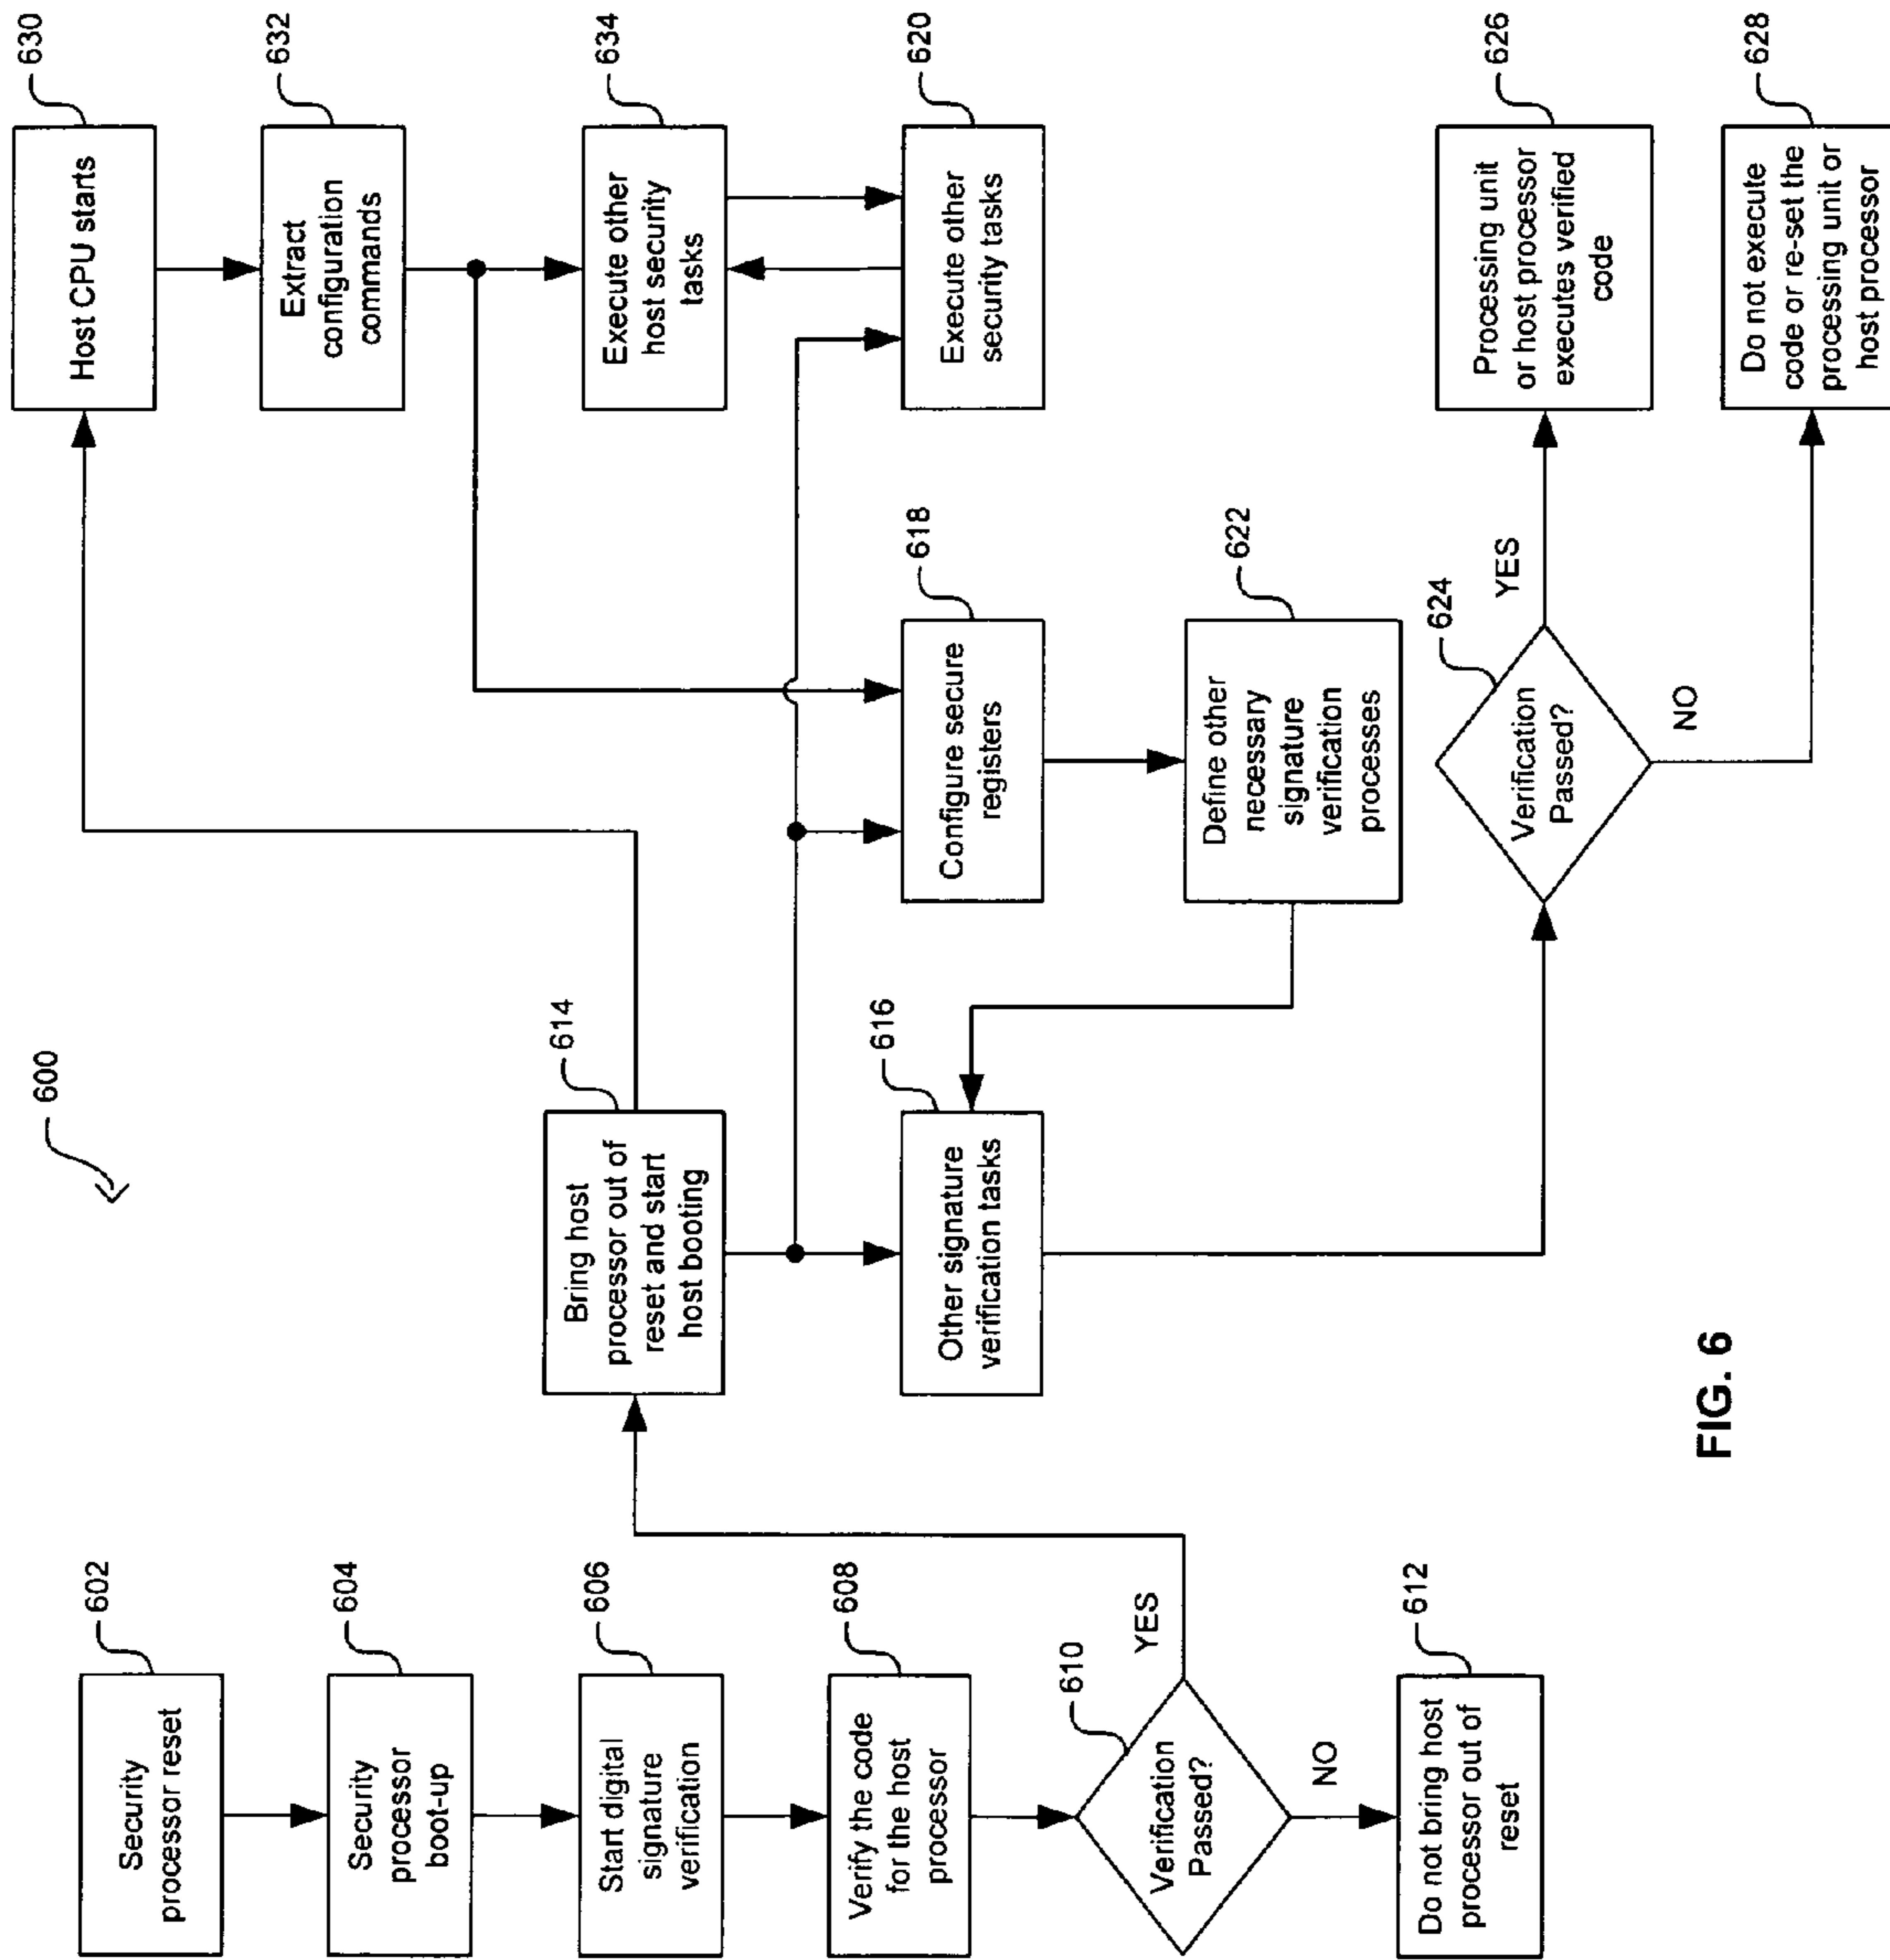 600
602
Security
processor reset
604
Security
processor
boot-up
606
Start digital
signature
verification
608
Verify the code
for the host
processor
610
Verification
Passed?
YES
NO
612
Do not bring host
processor out of
reset
614
Bring host
processor out of
reset and start
host booting
616
Other signature
verification tasks
618
Configure secure
registers
622
Define other
necessary
signature
verification
processes
624
Verification
Passed?
YES
NO
630
Host CPU starts
632
Extract
configuration
commands
634
Execute other
host security
tasks
620
Execute other
security tasks
626
Processing unit
or host processor
executes verified
code
628
Do not execute
code or re-set the
processing unit or
host processor
FIG. 6